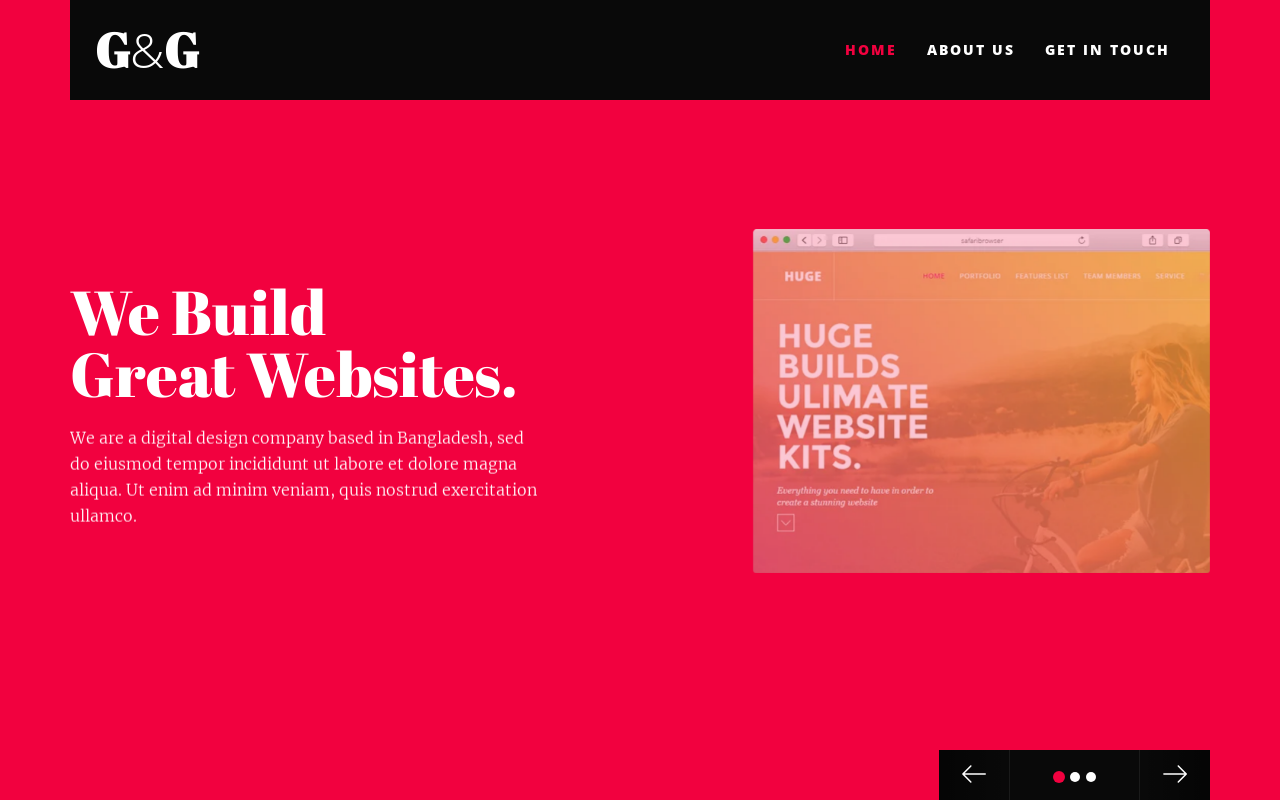 G&G
HOME ABOUT US GET IN TOUCH
We Build
Great Websites.
We are a digital design company based in Bangladesh, sed
do eiusmod tempor incididunt ut labore et dolore magna
aliqua. Ut enim ad minim veniam, quis nostrud exercitation
ullamco.
safaribrowser
HUGE
HOME PORTFOLIO FEATURES LIST TEAM MEMBERS SERVICE
HUGE
BUILDS
ULIMATE
WEBSITE
KITS.
Everything you need to have in order to
create a stunning website